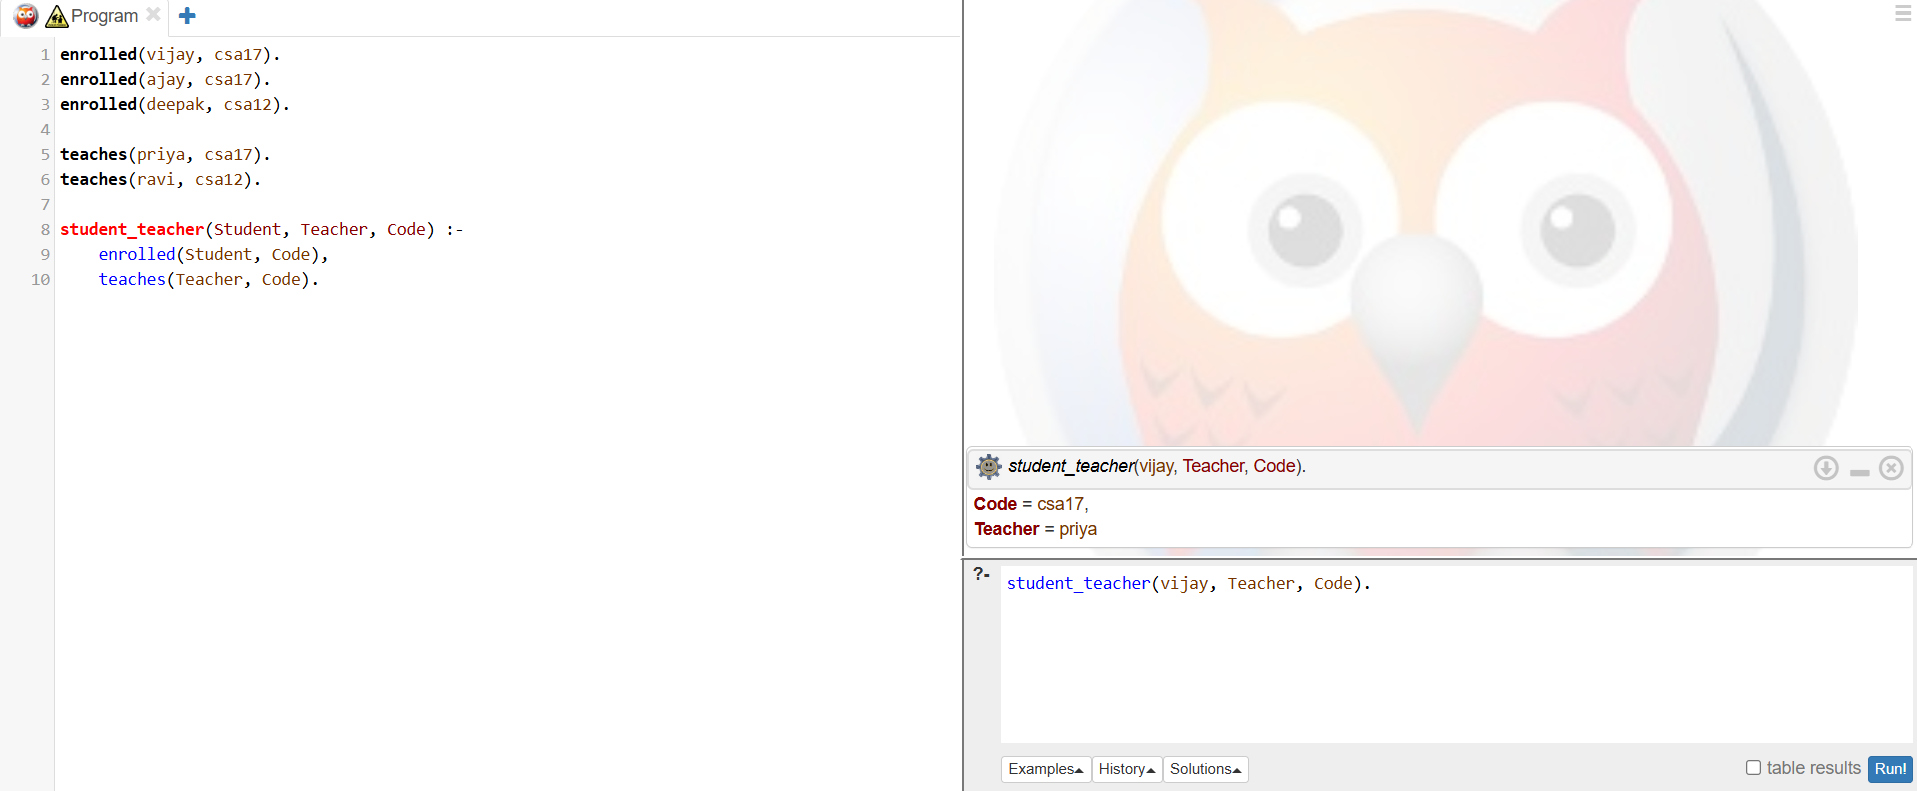 Program
1 enrolled(vijay, csa17).
2 enrolled(ajay, csa17).
3 enrolled(deepak, csa12).
4
5 teaches(priya, csa17).
6 teaches(ravi, csa12).
7
8 student_teacher(Student, Teacher, Code) :-
9     enrolled(Student, Code),
10     teaches(Teacher, Code).
student_teacher(vijay, Teacher, Code).
Code = csa17,
Teacher = priya
?- student_teacher(vijay, Teacher, Code).
Examples History Solutions table results Run!